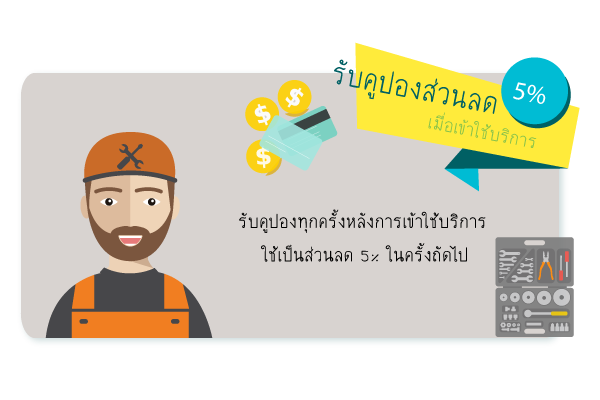 รับคูปองส่วนลด
5%
เมื่อเข้าใช้บริการ
$
$
$
รับคูปองทุกครั้งหลังการเข้าใช้บริการ
ใช้เป็นส่วนลด 5% ในครั้งถัดไป